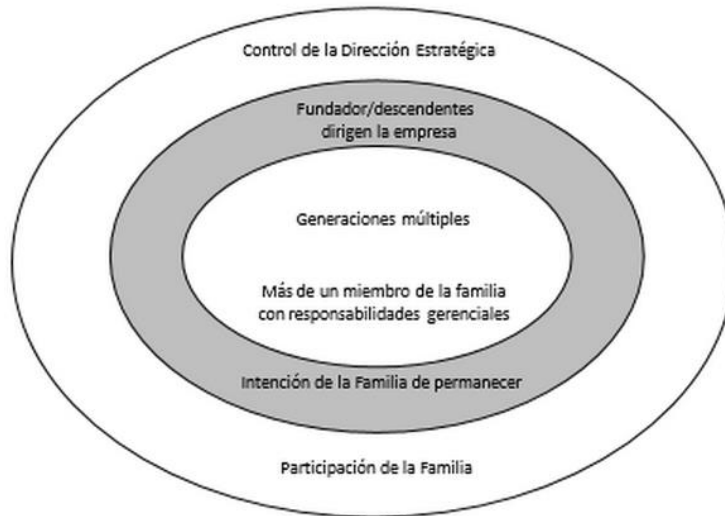 Control de la Dirección Estratégica
Fundador/descendentes
dirigen la empresa
Generaciones múltiples
Más de un miembro de la familia
con responsabilidades gerenciales
Intención de la Familia de permanecer
Participación de la Familia